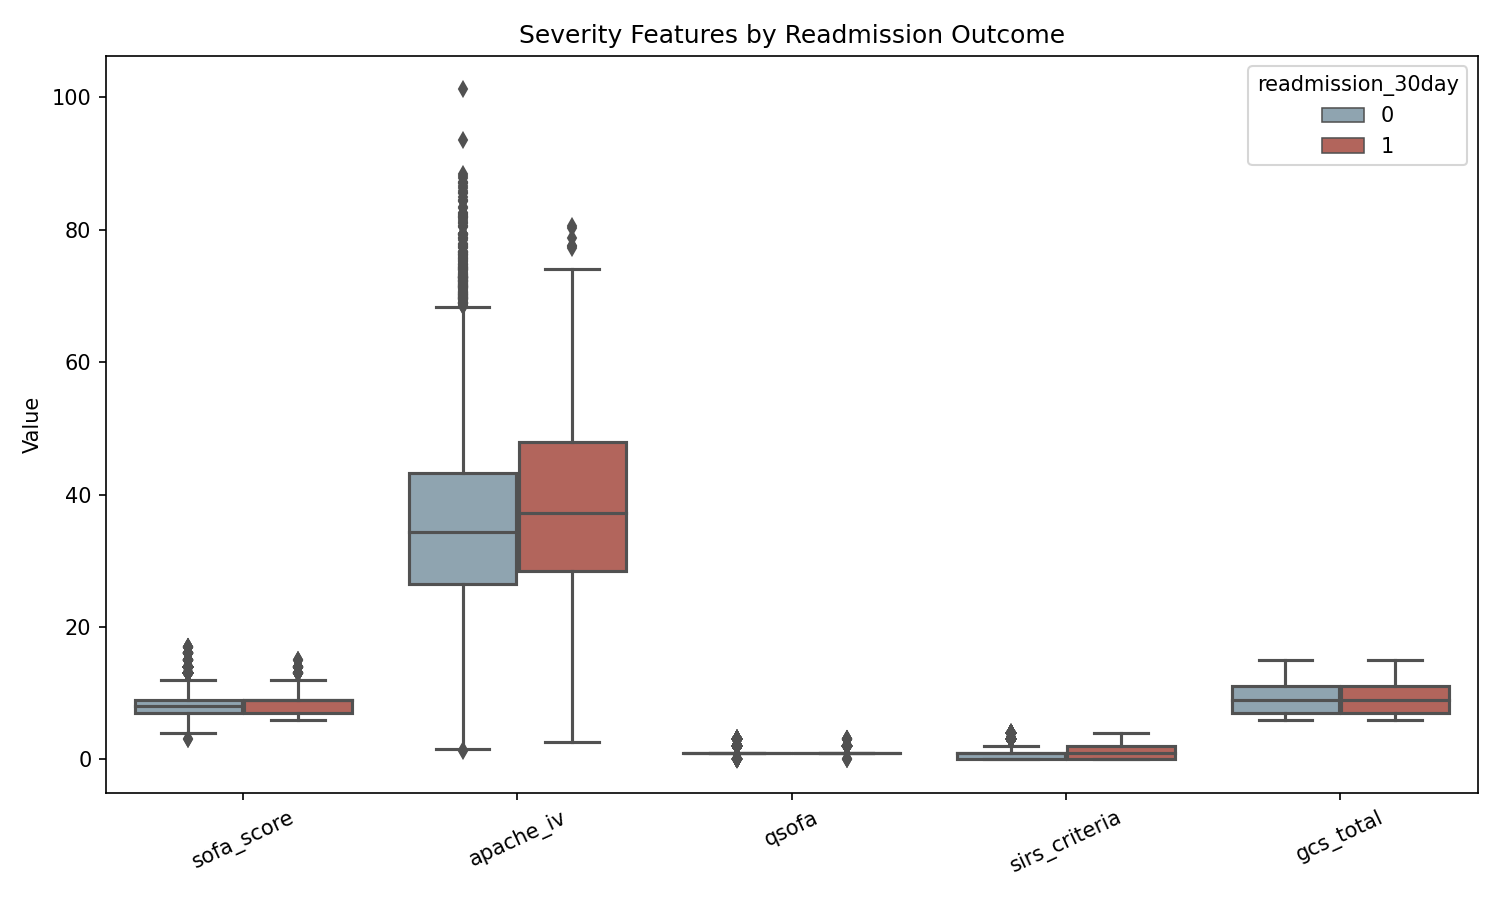 Severity Features by Readmission Outcome
readmission_30day
0
1
100
80
60
40
20
0
Value
sofa_score
apache_iv
qsofa
sirs_criteria
gcs_total